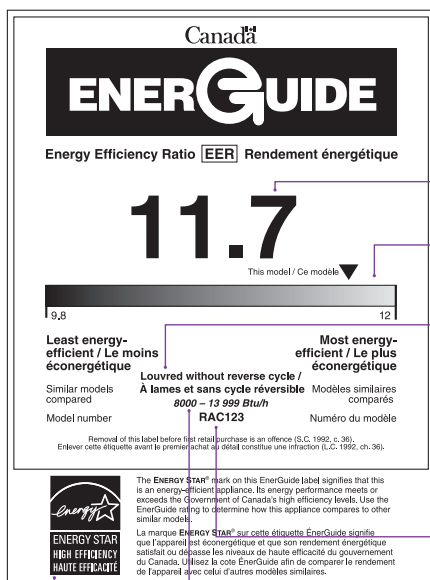 Canada
ENERGUIDE
Energy Efficiency Ratio EER Rendement énergétique
11.7
This model / Ce modèle
9.8 12
Least energy-
efficient / Le moins
éconergétique
Most energy-
efficient / Le plus
éconergétique
Louvred without reverse cycle /
À lames et sans cycle réversible
8000 – 13 999 Btu/h
Similar models
compared
Modèles similaires
comparés
Model number RAC123 Numéro du modèle
Removal of this label before first retail purchase is an offence (S.C. 1992, c. 36).
Enlever cette étiquette avant le premier achat au détail constitue une infraction (L.C. 1992, ch. 36).
energy
ENERGY STAR
HIGH EFFICIENCY
HAUTE EFFICACITÉ
The ENERGY STAR® mark on this EnerGuide label signifies that this
is an energy-efficient appliance. Its energy performance meets or
exceeds the Government of Canada's high efficiency levels. Use the
EnerGuide rating to determine how this appliance compares to other
similar models.
La marque ENERGY STAR® sur cette étiquette ÉnerGuide signifie
que l'appareil est éconergétique et que son rendement énergétique
satisfait ou dépasse les niveaux de haute efficacité du gouvernement
du Canada. Utilisez la cote ÉnerGuide afin de comparer le rendement
de l'appareil avec celui d'autres modèles similaires.